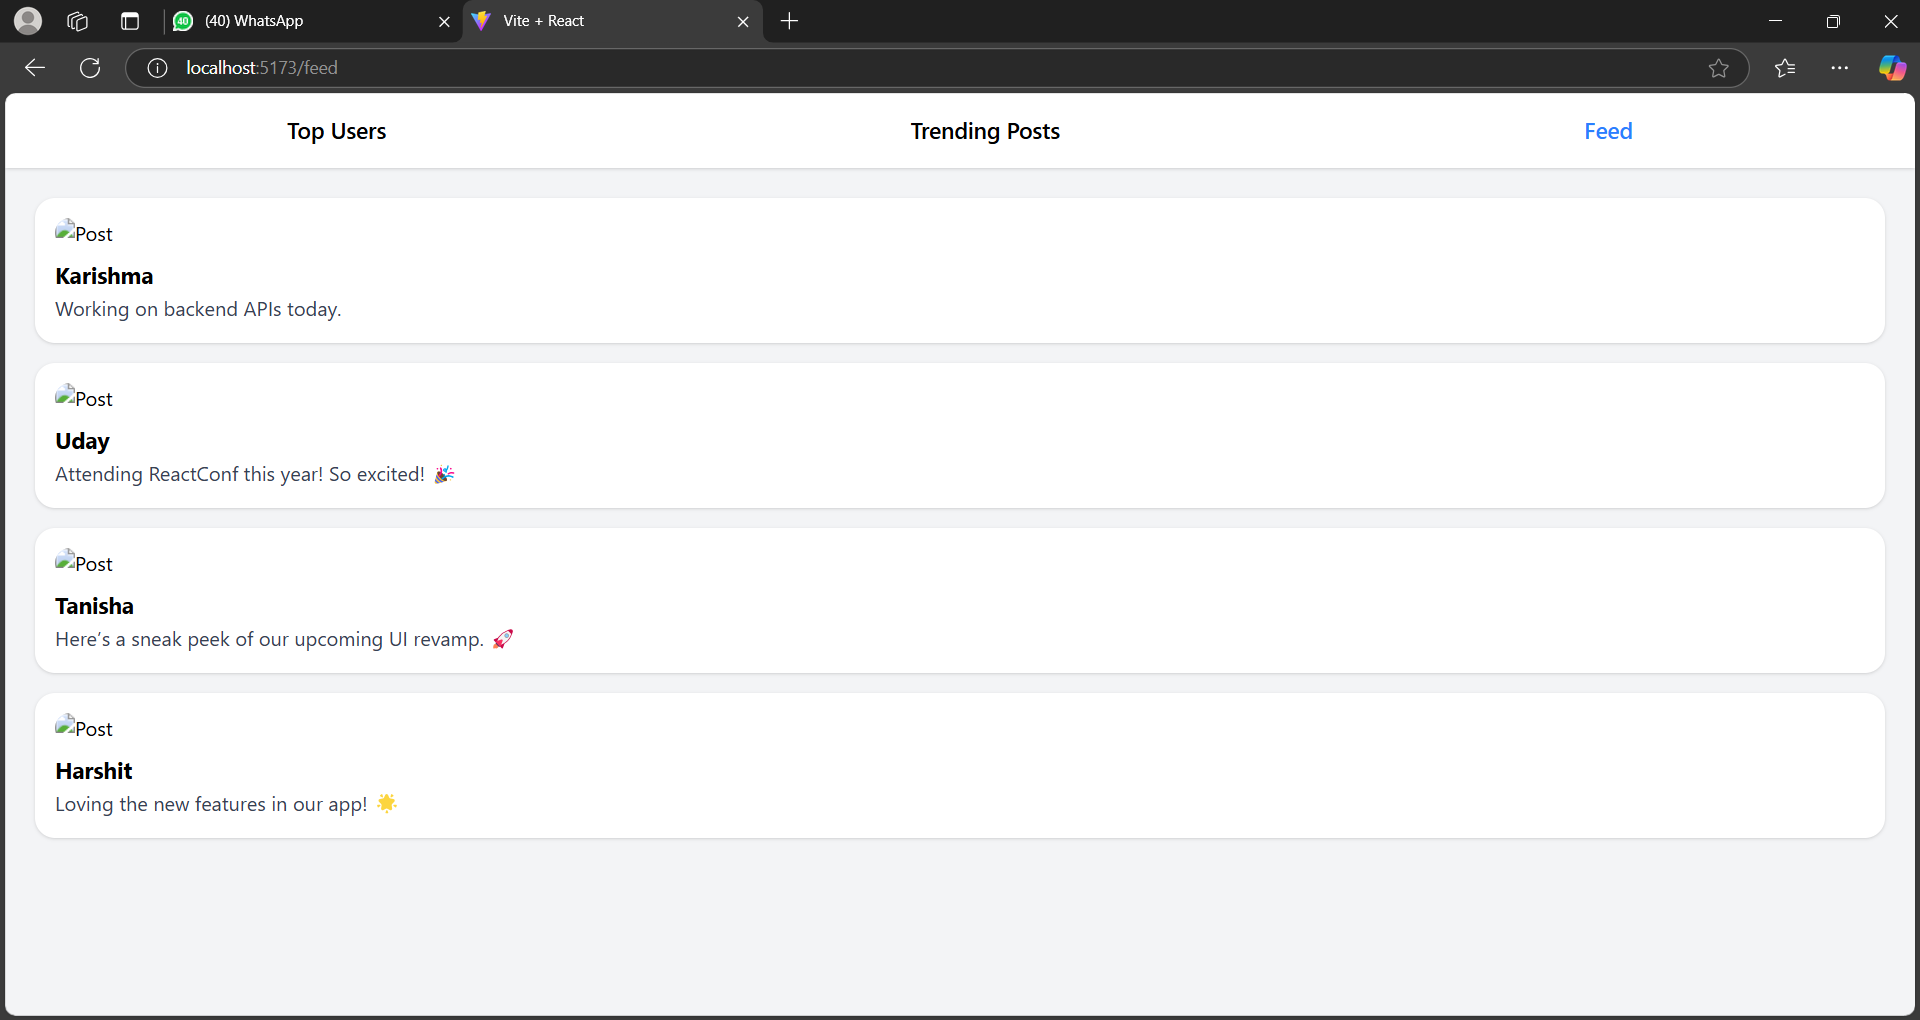 40 (40) WhatsApp
Vite + React
localhost:5173/feed
Top Users Trending Posts Feed
Post
Karishma
Working on backend APIs today.
Post
Uday
Attending ReactConf this year! So excited! 🎉
Post
Tanisha
Here’s a sneak peek of our upcoming UI revamp. 🚀
Post
Harshit
Loving the new features in our app! 🌟